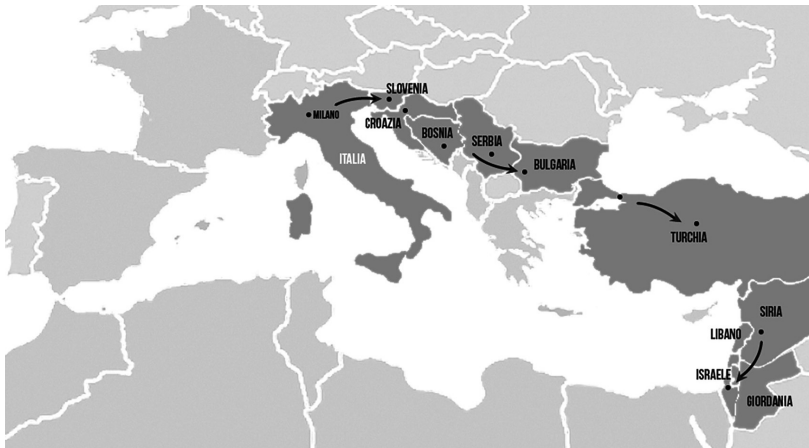 SLOVENIA
MILANO
CROAZIA
BOSNIA
SERBIA
ITALIA
BULGARIA
TURCHIA
SIRIA
LIBANO
ISRAELE
GIORDANIA